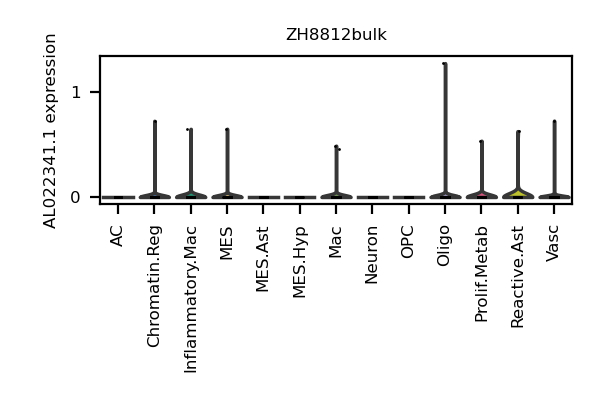 ZH8812bulk
AL022341.1 expression
1
0
AC
Chromatin.Reg
Inflammatory.Mac
MES
MES.Ast
MES.Hyp
Mac
Neuron
OPC
Oligo
Prolif.Metab
Reactive.Ast
Vasc